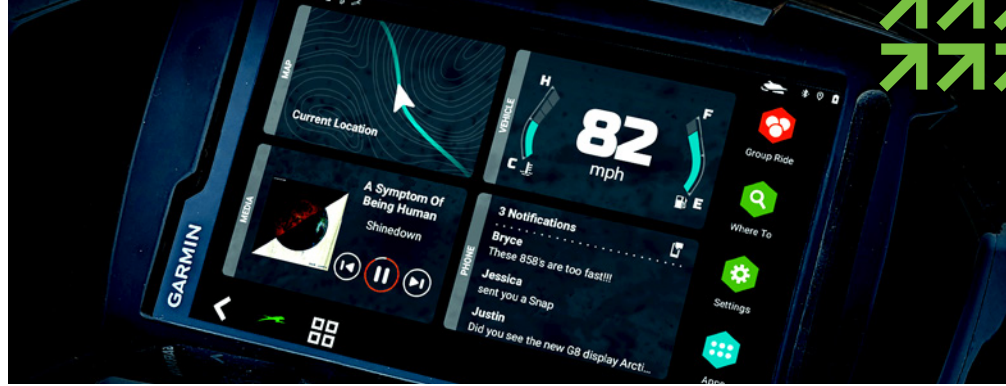 MAP
Current Location
VEHICLE
H
C
82
mph
F
E
MEDIA
A Symptom Of
Being Human
Shinedown
PHONE
3 Notifications
Bryce
These 858's are too fast!!!
Jessica
sent you a Snap
Justin
Did you see the new G8 display Arcti...
Group Ride
Where To
Settings
Apps
GARMIN